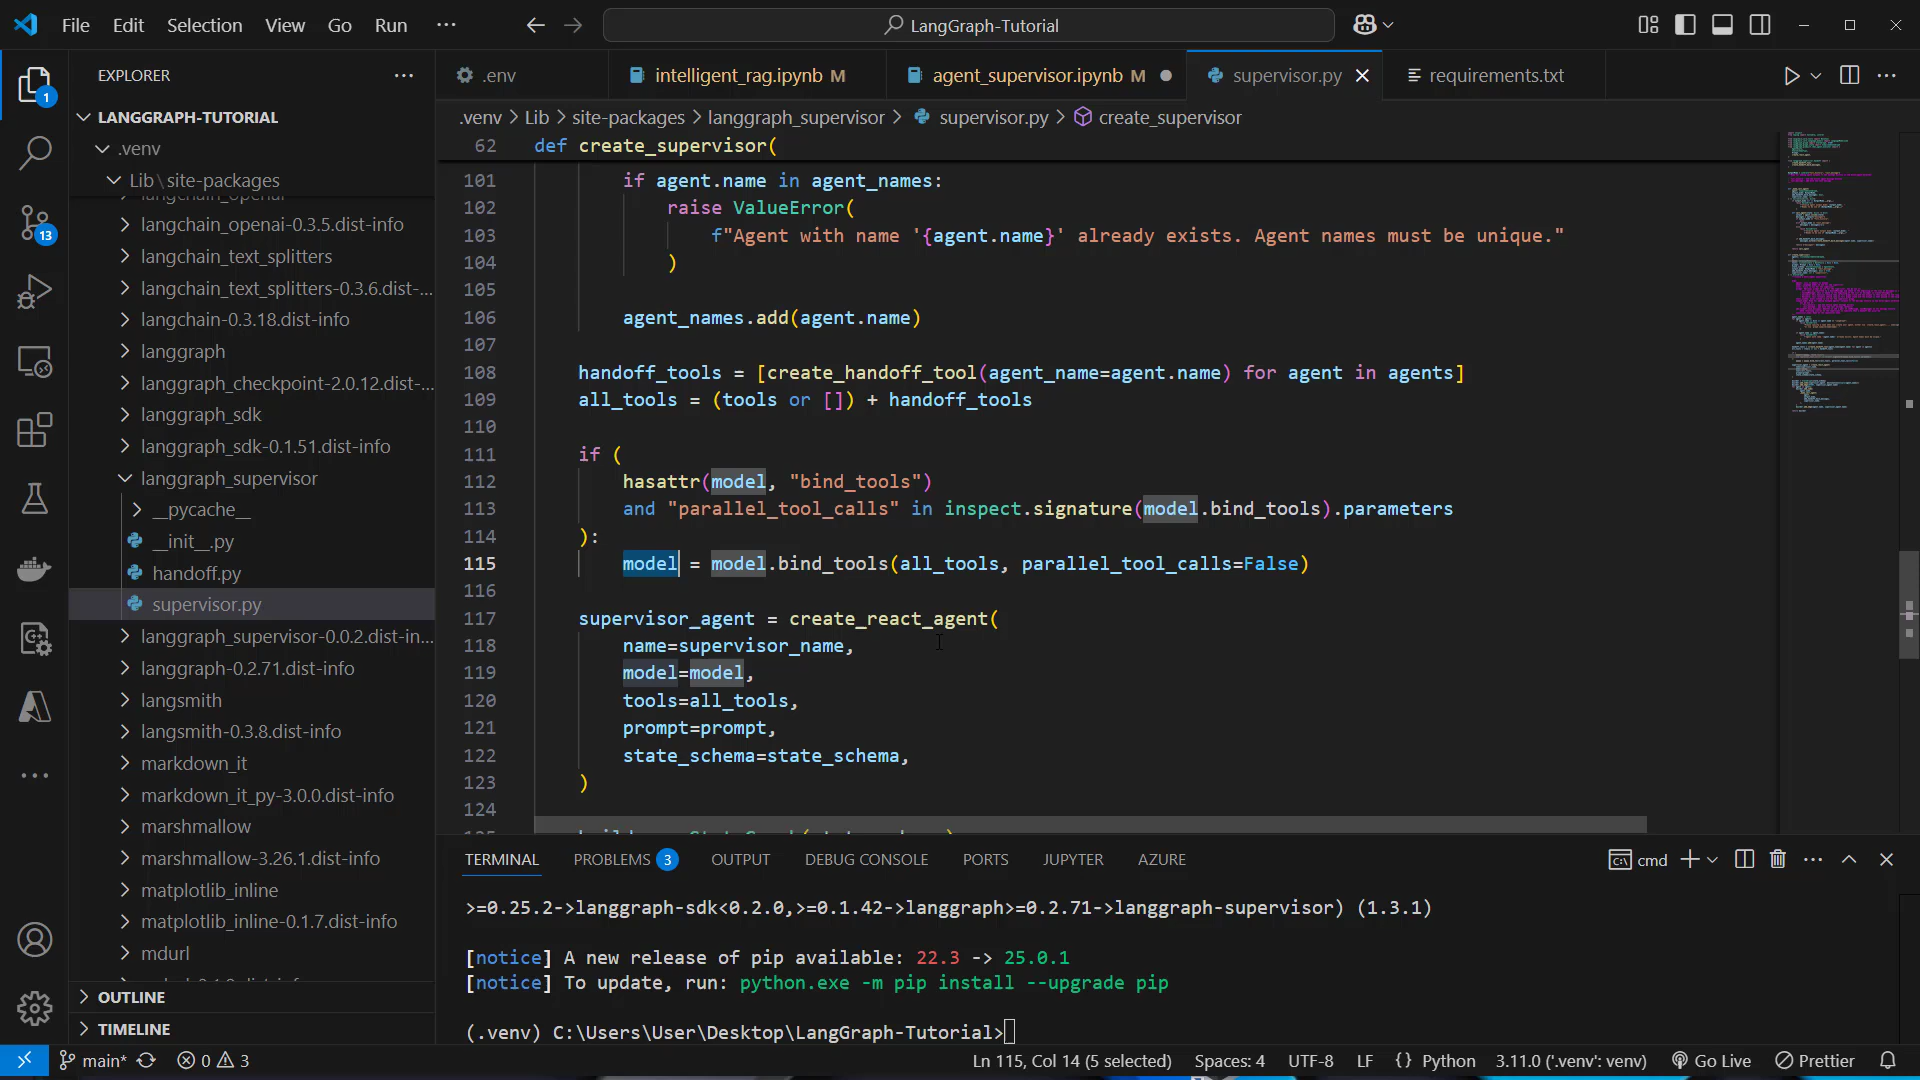 File Edit Selection View Go Run ··· LangGraph-Tutorial
EXPLORER ···
.env intelligent_rag.ipynb M agent_supervisor.ipynb M supervisor.py requirements.txt
.venv > Lib > site-packages > langgraph_supervisor > supervisor.py > create_supervisor
LANGGRAPH-TUTORIAL
.venv
Lib\site-packages
langchain_openai
langchain_openai-0.3.5.dist-info
langchain_text_splitters
langchain_text_splitters-0.3.6.dist-...
langchain-0.3.18.dist-info
langgraph
langgraph_checkpoint-2.0.12.dist-...
langgraph_sdk
langgraph_sdk-0.1.51.dist-info
langgraph_supervisor
__pycache__
__init__.py
handoff.py
supervisor.py
langgraph_supervisor-0.0.2.dist-in...
langgraph-0.2.71.dist-info
langsmith
langsmith-0.3.8.dist-info
markdown_it
markdown_it_py-3.0.0.dist-info
marshmallow
marshmallow-3.26.1.dist-info
matplotlib_inline
matplotlib_inline-0.1.7.dist-info
mdurl
OUTLINE
TIMELINE
1
13
62 def create_supervisor(
101 if agent.name in agent_names:
102 raise ValueError(
103 f"Agent with name '{agent.name}' already exists. Agent names must be unique."
104 )
105
106 agent_names.add(agent.name)
107
108 handoff_tools = [create_handoff_tool(agent_name=agent.name) for agent in agents]
109 all_tools = (tools or []) + handoff_tools
110
111 if (
112 hasattr(model, "bind_tools")
113 and "parallel_tool_calls" in inspect.signature(model.bind_tools).parameters
114 ):
115 model = model.bind_tools(all_tools, parallel_tool_calls=False)
116
117 supervisor_agent = create_react_agent(
118 name=supervisor_name,
119 model=model,
120 tools=all_tools,
121 prompt=prompt,
122 state_schema=state_schema,
123 )
124
TERMINAL PROBLEMS 3 OUTPUT DEBUG CONSOLE PORTS JUPYTER AZURE cmd
>=0.25.2->langgraph-sdk<0.2.0,>=0.1.42->langgraph>=0.2.71->langgraph-supervisor) (1.3.1)
[notice] A new release of pip available: 22.3 -> 25.0.1
[notice] To update, run: python.exe -m pip install --upgrade pip
(.venv) C:\Users\User\Desktop\LangGraph-Tutorial>
main* 0 3 Ln 115, Col 14 (5 selected) Spaces: 4 UTF-8 LF {} Python 3.11.0 ('.venv': venv) Go Live Prettier